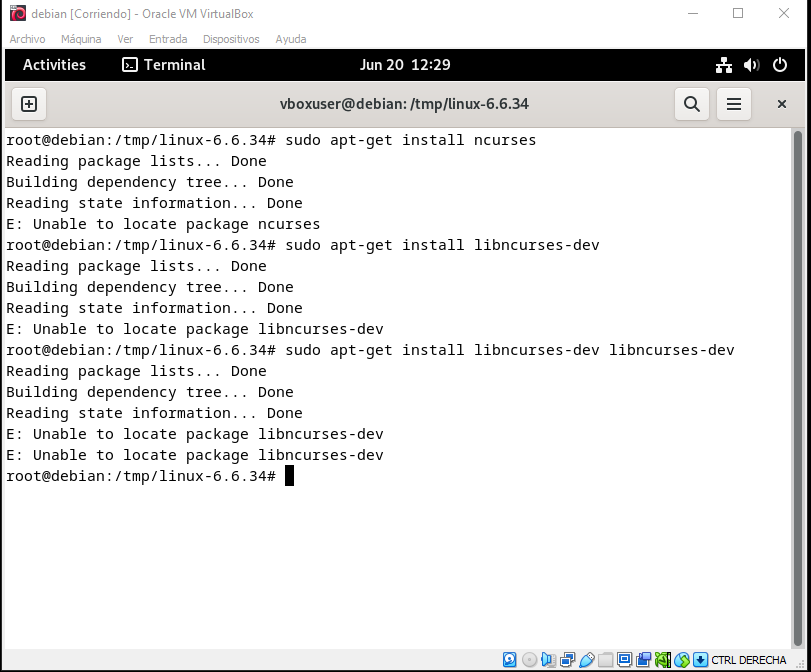 debian [Corriendo] - Oracle VM VirtualBox
Archivo Máquina Ver Entrada Dispositivos Ayuda
Activities Terminal Jun 20 12:29
vboxuser@debian: /tmp/linux-6.6.34
root@debian:/tmp/linux-6.6.34# sudo apt-get install ncurses
Reading package lists... Done
Building dependency tree... Done
Reading state information... Done
E: Unable to locate package ncurses
root@debian:/tmp/linux-6.6.34# sudo apt-get install libncurses-dev
Reading package lists... Done
Building dependency tree... Done
Reading state information... Done
E: Unable to locate package libncurses-dev
root@debian:/tmp/linux-6.6.34# sudo apt-get install libncurses-dev libncurses-dev
Reading package lists... Done
Building dependency tree... Done
Reading state information... Done
E: Unable to locate package libncurses-dev
E: Unable to locate package libncurses-dev
root@debian:/tmp/linux-6.6.34#
CTRL DERECHA